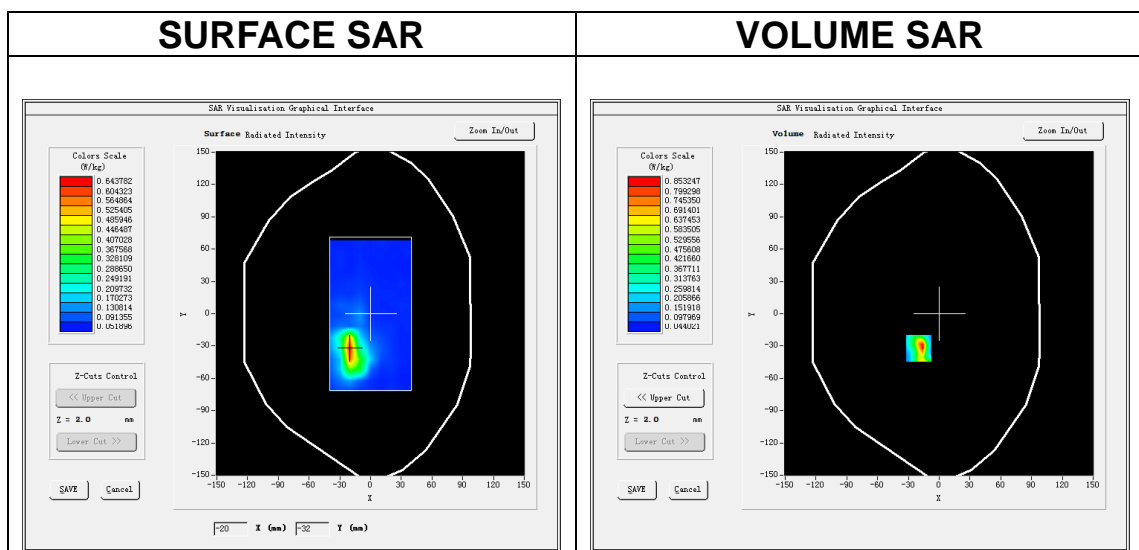 SURFACE SAR
VOLUME SAR
SAR Visualisation Graphical Interface
Surface Radiated Intensity
Zoom In/Out
Colors Scale
(W/kg)
0.643782
0.604323
0.564864
0.525405
0.485946
0.446487
0.407028
0.367568
0.328109
0.288650
0.249191
0.209732
0.170273
0.130814
0.091355
0.051896
150
120
90
60
30
0
-30
-60
-90
-120
-150
Y
-150 -120 -90 -60 -30 0 30 60 90 120 150
X
Z-Cuts Control
<< Upper Cut
Z = 2.0 mm
Lower Cut >>
SAVE Cancel
-20 X (mm) -32 Y (mm)
SAR Visualisation Graphical Interface
Volume Radiated Intensity
Zoom In/Out
Colors Scale
(W/kg)
0.853247
0.799298
0.745350
0.691401
0.637453
0.583505
0.529556
0.475608
0.421660
0.367711
0.313763
0.259814
0.205866
0.151918
0.097969
0.044021
150
120
90
60
30
0
-30
-60
-90
-120
-150
Y
-150 -120 -90 -60 -30 0 30 60 90 120 150
X
Z-Cuts Control
<< Upper Cut
Z = 2.0 mm
Lower Cut >>
SAVE Cancel